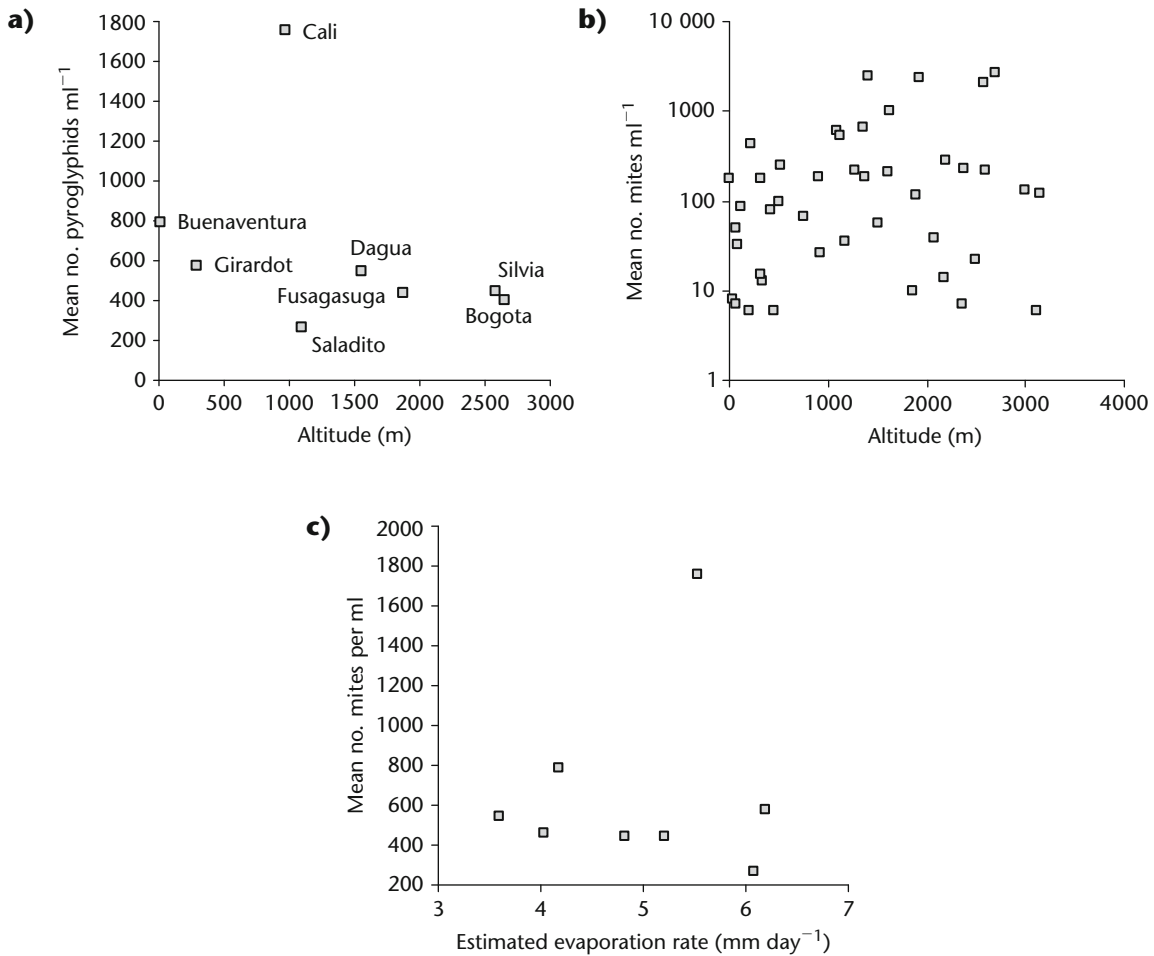 a)
Mean no. pyroglyphids ml⁻¹
1800
1600
1400
1200
1000
800
600
400
200
0
Cali
Buenaventura
Girardot
Dagua
Fusagasuga
Saladito
Silvia
Bogota
0 500 1000 1500 2000 2500 3000
Altitude (m)
b)
Mean no. mites ml⁻¹
10 000
1000
100
10
1
0 1000 2000 3000 4000
Altitude (m)
c)
Mean no. mites per ml
2000
1800
1600
1400
1200
1000
800
600
400
200
3 4 5 6 7
Estimated evaporation rate (mm day⁻¹)